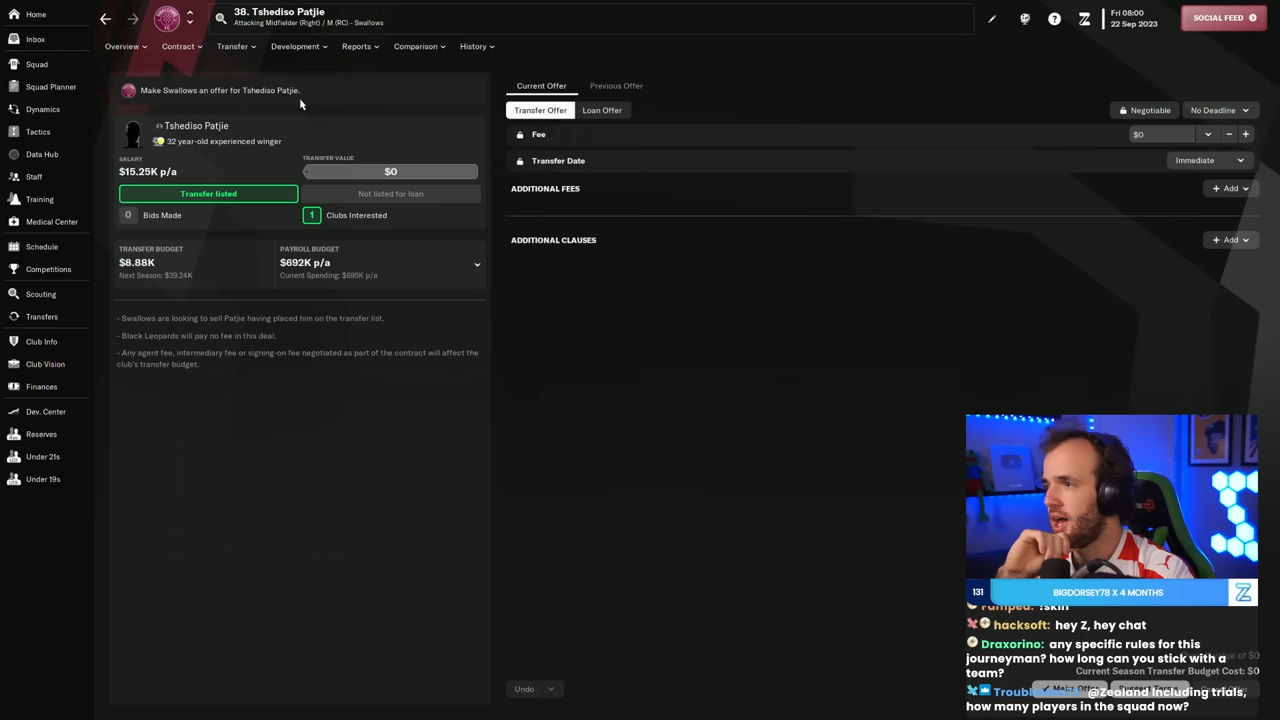 Home
Inbox
Squad
Squad Planner
Dynamics
Tactics
Data Hub
Staff
Training
Medical Center
Schedule
Competitions
Scouting
Transfers
Club Info
Club Vision
Finances
Dev. Center
Reserves
Under 21s
Under 19s
38. Tshediso Patjie
Attacking Midfielder (Right) / M (RC) - Swallows
Fri 08:00
22 Sep 2023
SOCIAL FEED
Overview
Contract
Transfer
Development
Reports
Comparison
History
Make Swallows an offer for Tshediso Patjie.
Tshediso Patjie
32 year-old experienced winger
SALARY
$15.25K p/a
TRANSFER VALUE
$0
Transfer listed
Not listed for loan
0 Bids Made
1 Clubs Interested
TRANSFER BUDGET
$8.88K
Next Season: $39.24K
PAYROLL BUDGET
$692K p/a
Current Spending: $695K p/a
- Swallows are looking to sell Patjie having placed him on the transfer list.
- Black Leopards will pay no fee in this deal.
- Any agent fee, intermediary fee or signing-on fee negotiated as part of the contract will affect the
club's transfer budget.
Current Offer
Previous Offer
Transfer Offer
Loan Offer
Negotiable
No Deadline
Fee
$0
Transfer Date
Immediate
ADDITIONAL FEES
+ Add
ADDITIONAL CLAUSES
+ Add
Undo
131
BIGDORSEY78 X 4 MONTHS
hacksoft: hey Z, hey chat
Draxorino: any specific rules for this
journeyman? how long can you stick with a
team?
value of $0
Current Season Transfer Budget Cost: $0
@Zealand including trials,
how many players in the squad now?